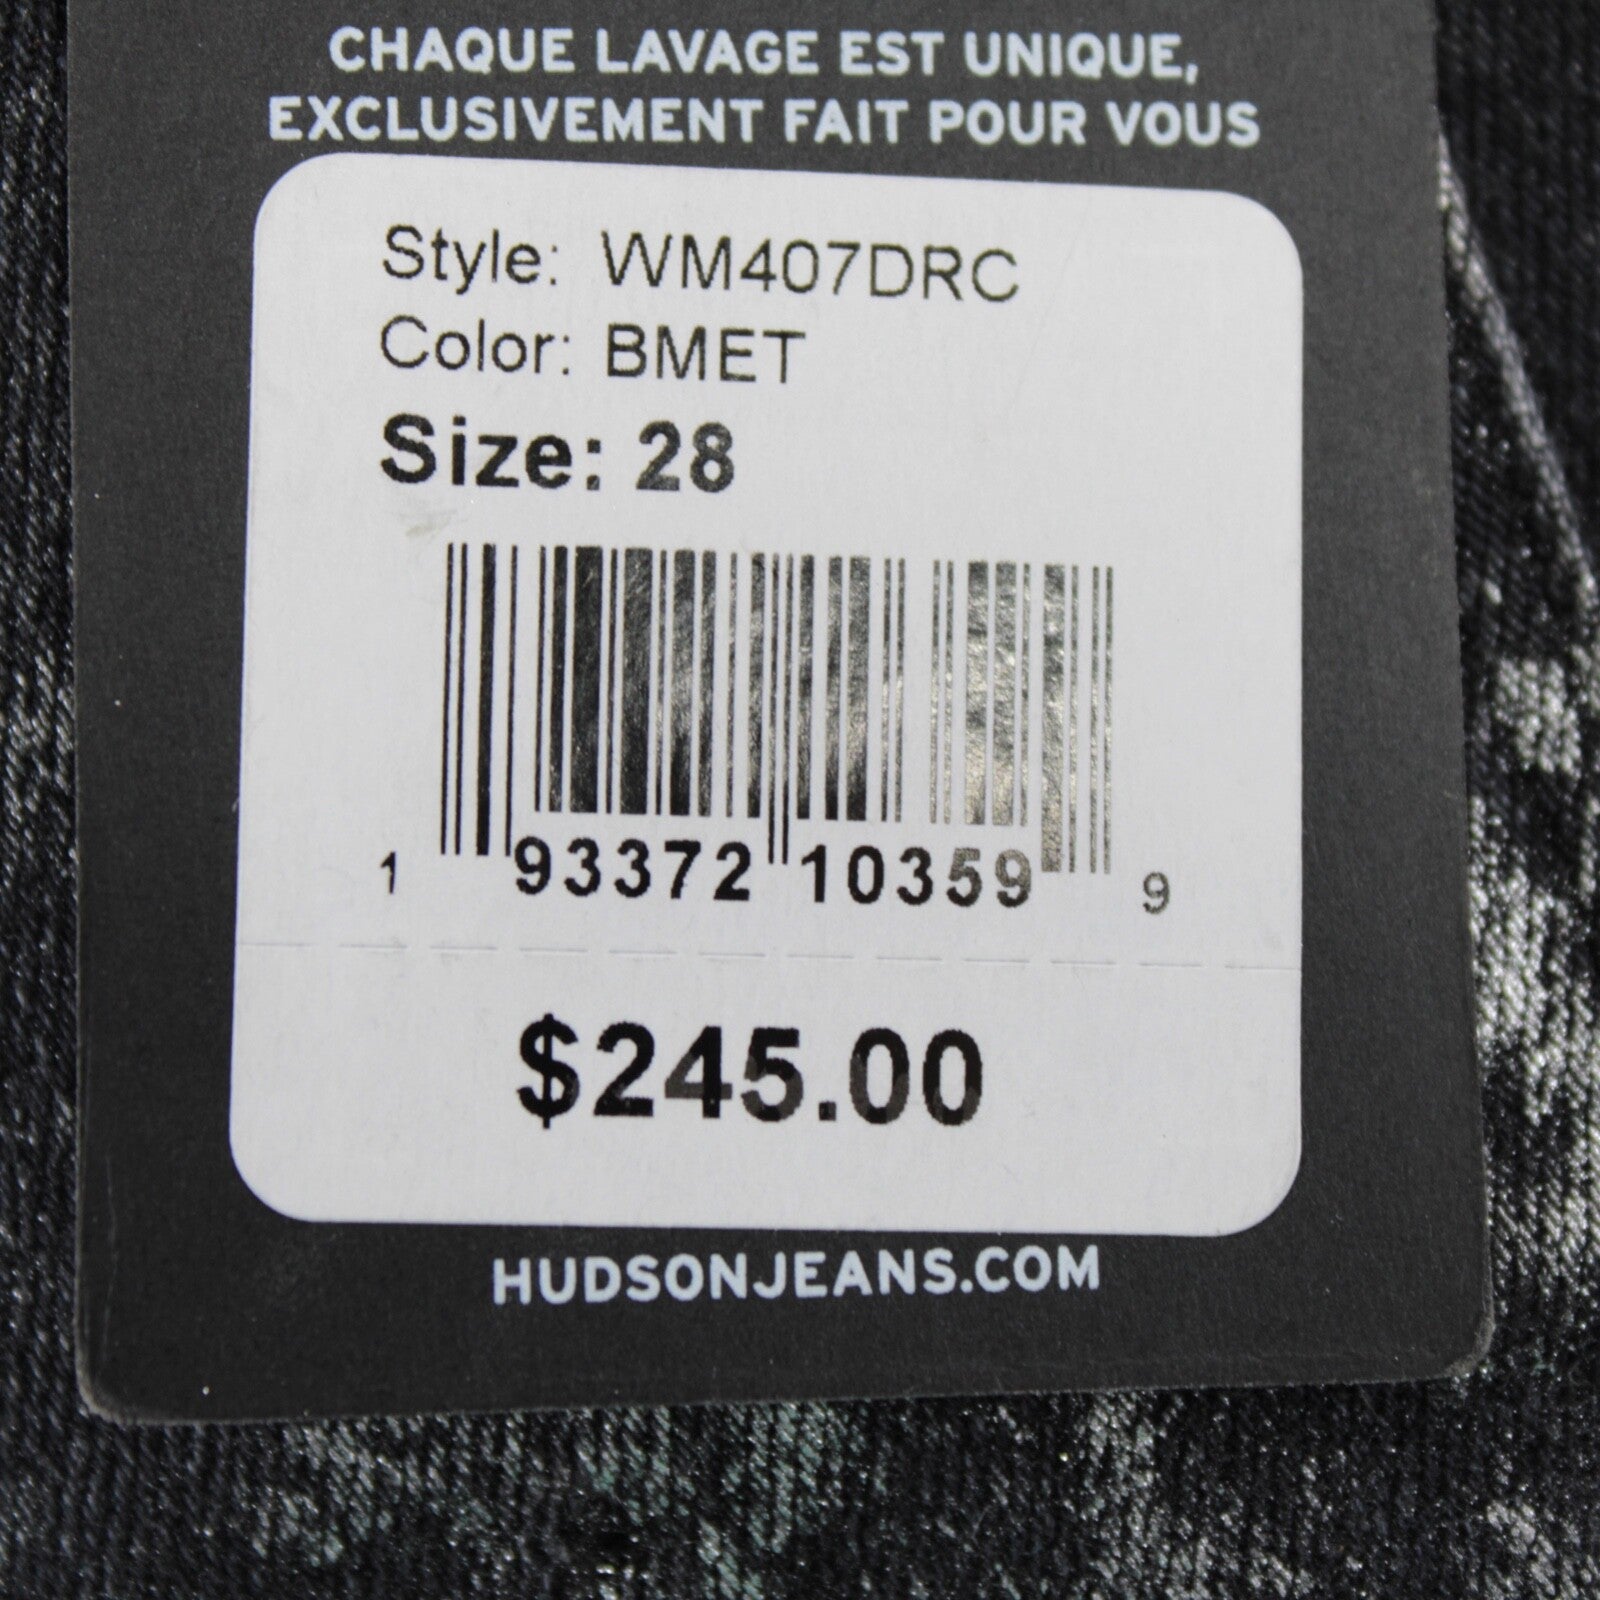 CHAQUE LAVAGE EST UNIQUE,
EXCLUSIVEMENT FAIT POUR VOUS
Style: WM407DRC
Color: BMET
Size: 28
1 93372 10359 9
$245.00
HUDSONJEANS.COM